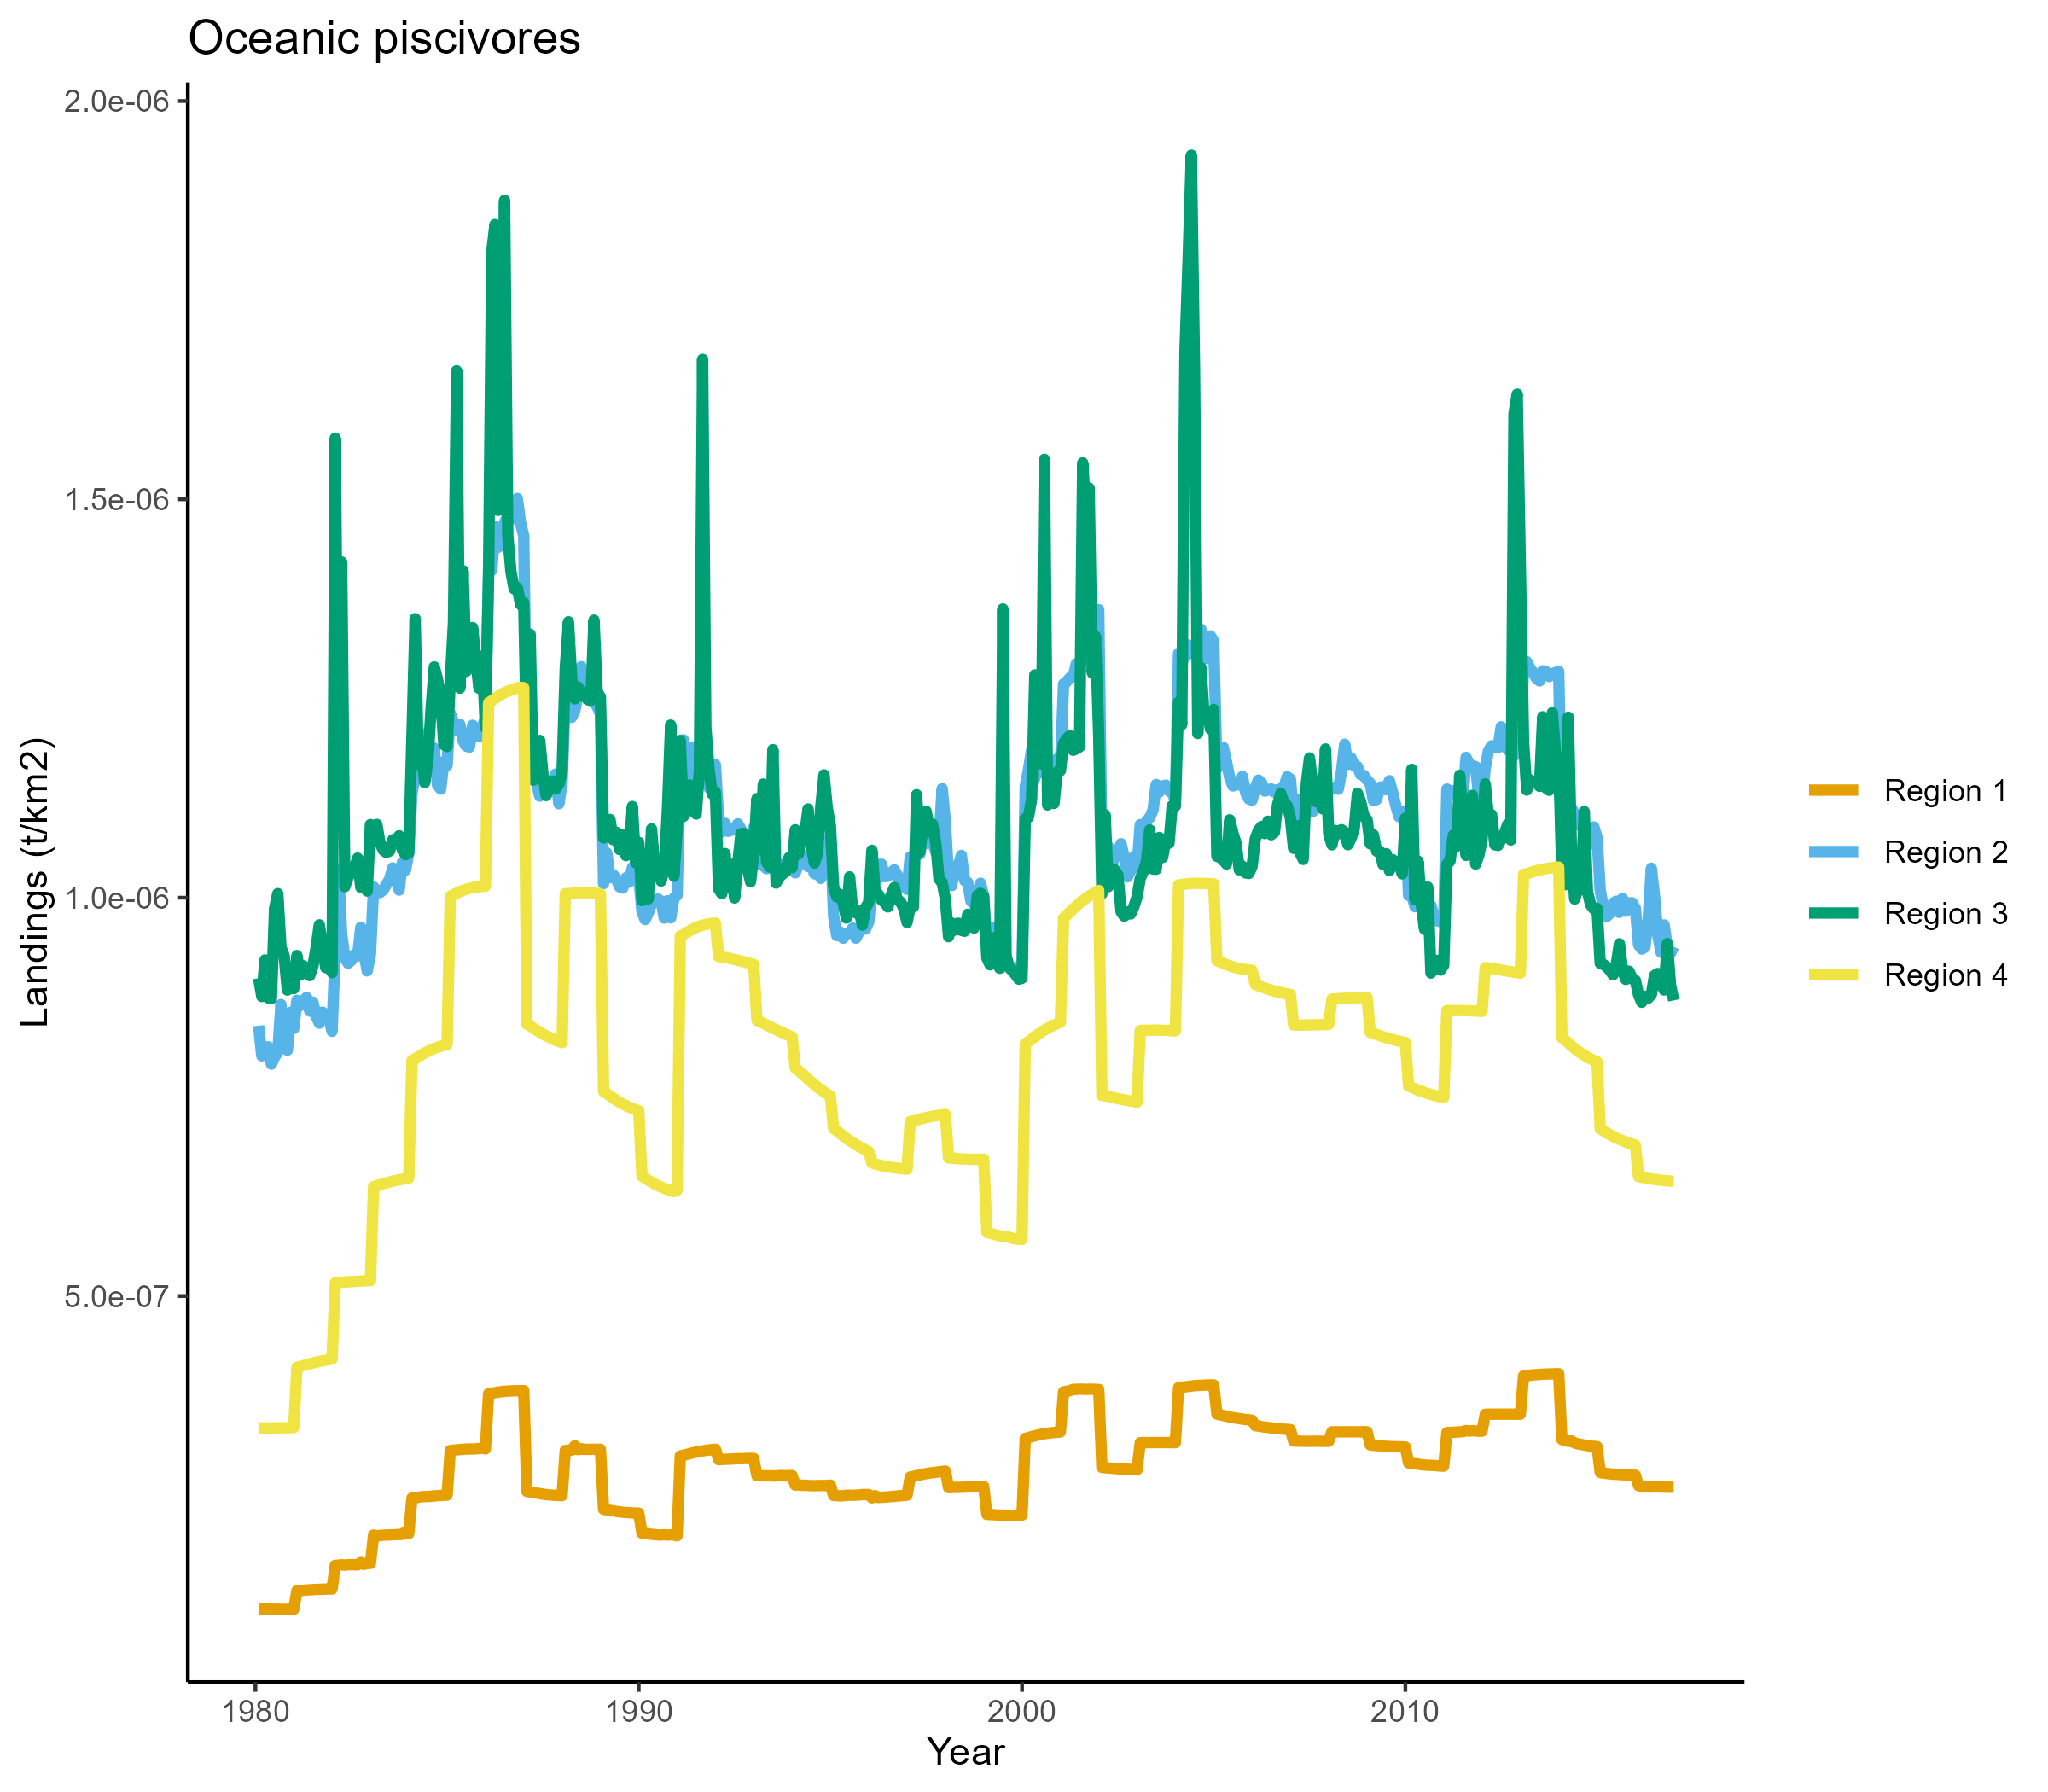 Oceanic piscivores
2.0e-06
1.5e-06
1.0e-06
5.0e-07
Landings (t/km2)
1980
1990
2000
2010
Year
Region 1
Region 2
Region 3
Region 4